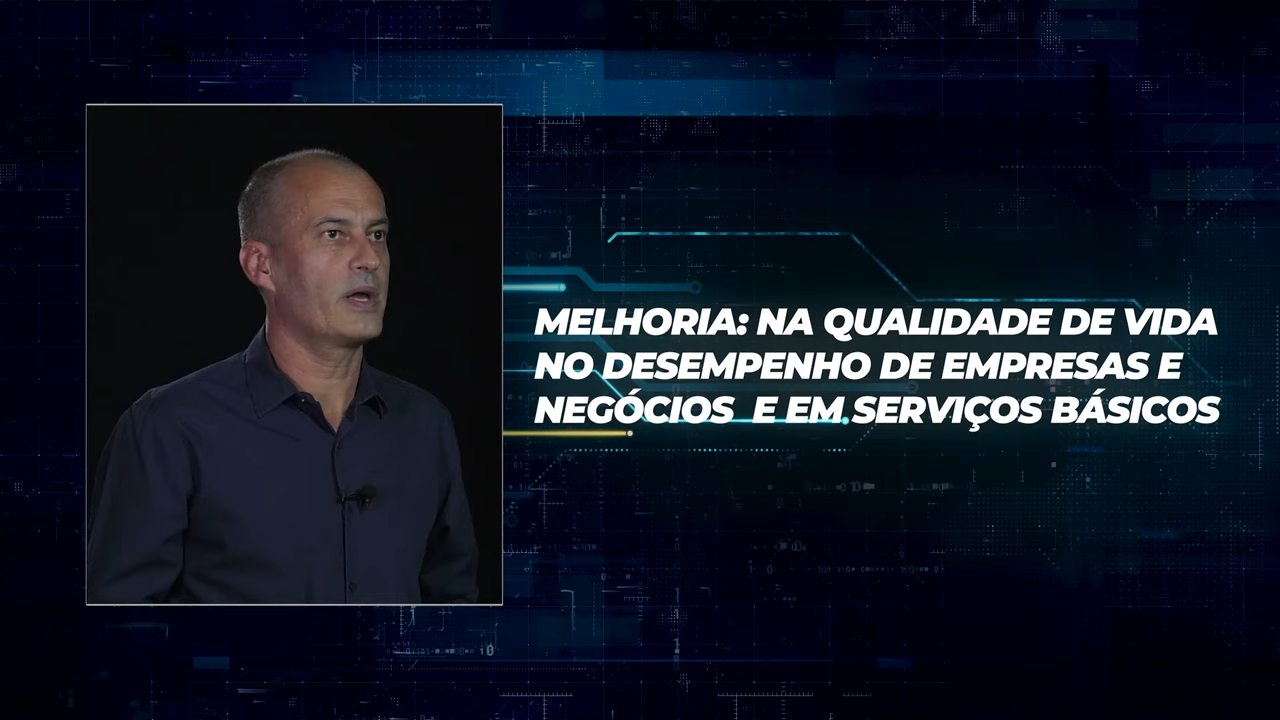 MELHORIA: NA QUALIDADE DE VIDA
NO DESEMPENHO DE EMPRESAS E
NEGÓCIOS E EM SERVIÇOS BÁSICOS